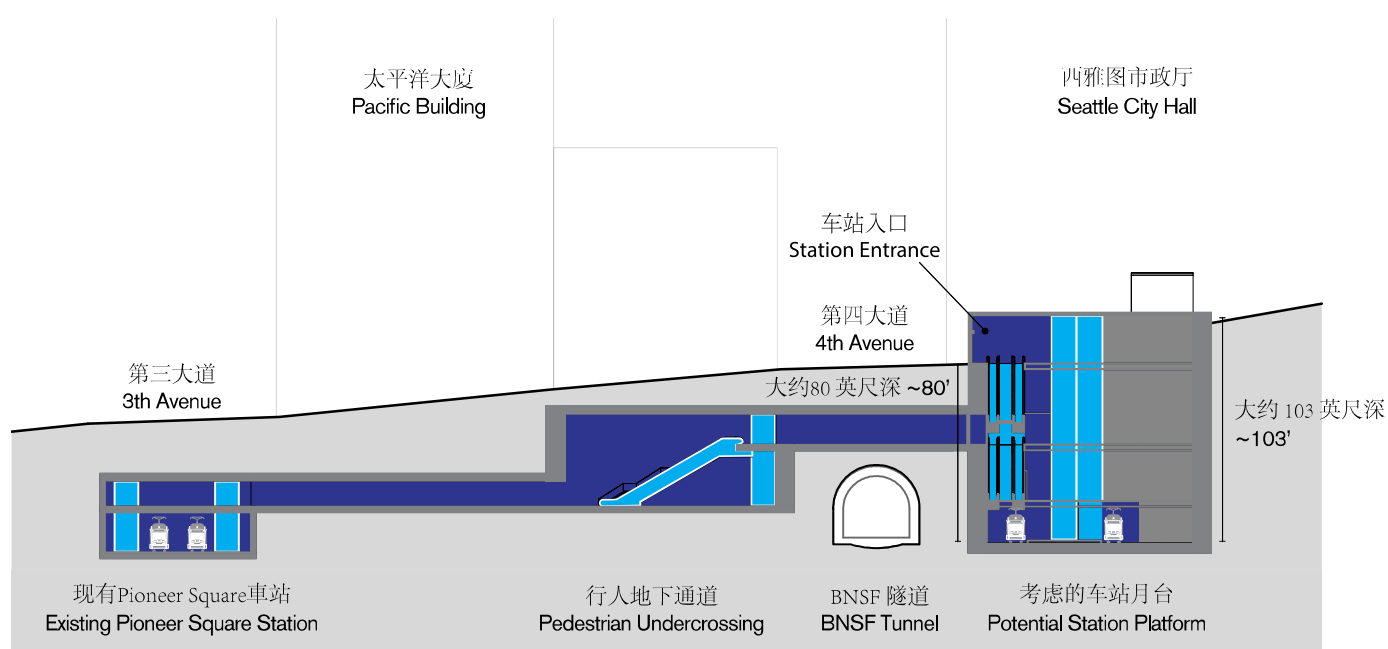 太平洋大廈
Pacific Building
西雅图市政厅
Seattle City Hall
车站入口
Station Entrance
第四大道
4th Avenue
第三大道
3th Avenue
大约80 英尺深 ~80’
大约 103 英尺深
~103’
现有Pioneer Square車站
Existing Pioneer Square Station
行人地下通道
Pedestrian Undercrossing
BNSF 隧道
BNSF Tunnel
考虑的车站月台
Potential Station Platform